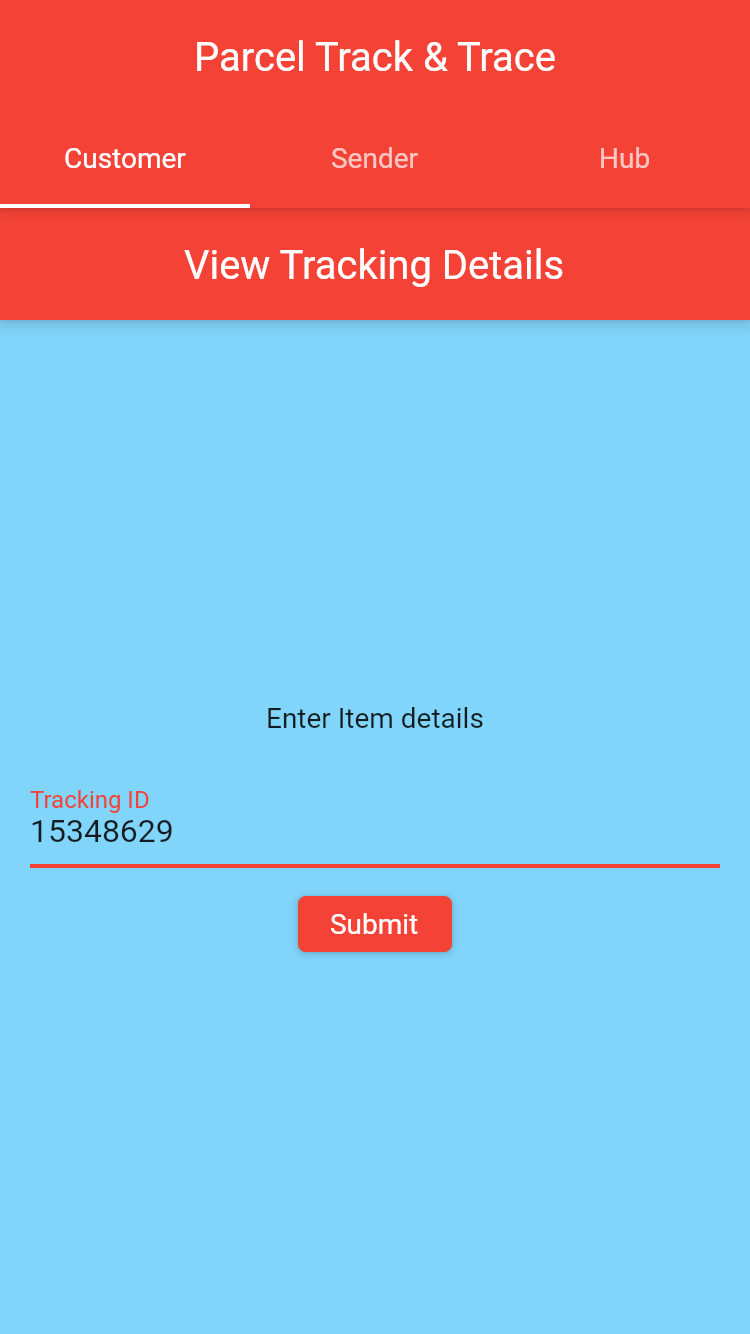 Parcel Track & Trace
Customer Sender Hub
View Tracking Details
Enter Item details
Tracking ID
15348629
Submit